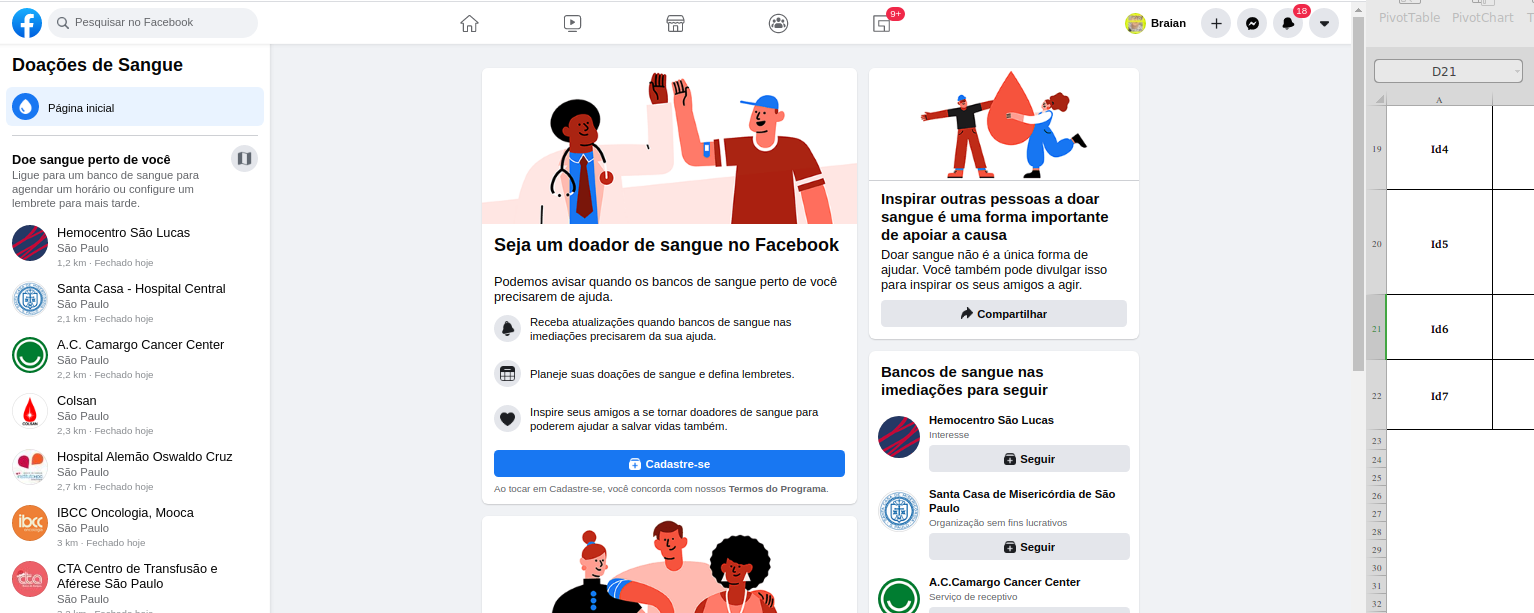 Pesquisar no Facebook
9+
Braian
18
Doações de Sangue
Página inicial
Doe sangue perto de você
Ligue para um banco de sangue para
agendar um horário ou configure um
lembrete para mais tarde.
Hemocentro São Lucas
São Paulo
1,2 km · Fechado hoje
Santa Casa - Hospital Central
São Paulo
2,1 km · Fechado hoje
A.C. Camargo Cancer Center
São Paulo
2,2 km · Fechado hoje
COLSAN
Colsan
São Paulo
2,3 km · Fechado hoje
Hospital Alemão Oswaldo Cruz
São Paulo
2,7 km · Fechado hoje
ibcc
IBCC Oncologia, Mooca
São Paulo
3 km · Fechado hoje
cta
CTA Centro de Transfusão e
Aférese São Paulo
São Paulo
Seja um doador de sangue no Facebook
Podemos avisar quando os bancos de sangue perto de você
precisarem de ajuda.
Receba atualizações quando bancos de sangue nas
imediações precisarem da sua ajuda.
Planeje suas doações de sangue e defina lembretes.
Inspire seus amigos a se tornar doadores de sangue para
poderem ajudar a salvar vidas também.
Cadastre-se
Ao tocar em Cadastre-se, você concorda com nossos Termos do Programa.
Inspirar outras pessoas a doar
sangue é uma forma importante
de apoiar a causa
Doar sangue não é a única forma de
ajudar. Você também pode divulgar isso
para inspirar os seus amigos a agir.
Compartilhar
Bancos de sangue nas
imediações para seguir
Hemocentro São Lucas
Interesse
Seguir
Santa Casa de Misericórdia de São
Paulo
Organização sem fins lucrativos
Seguir
A.C.Camargo Cancer Center
Serviço de receptivo
PivotTable PivotChart
D21
A
19 Id4
20 Id5
21 Id6
22 Id7
23
24
25
26
27
28
29
30
31
32